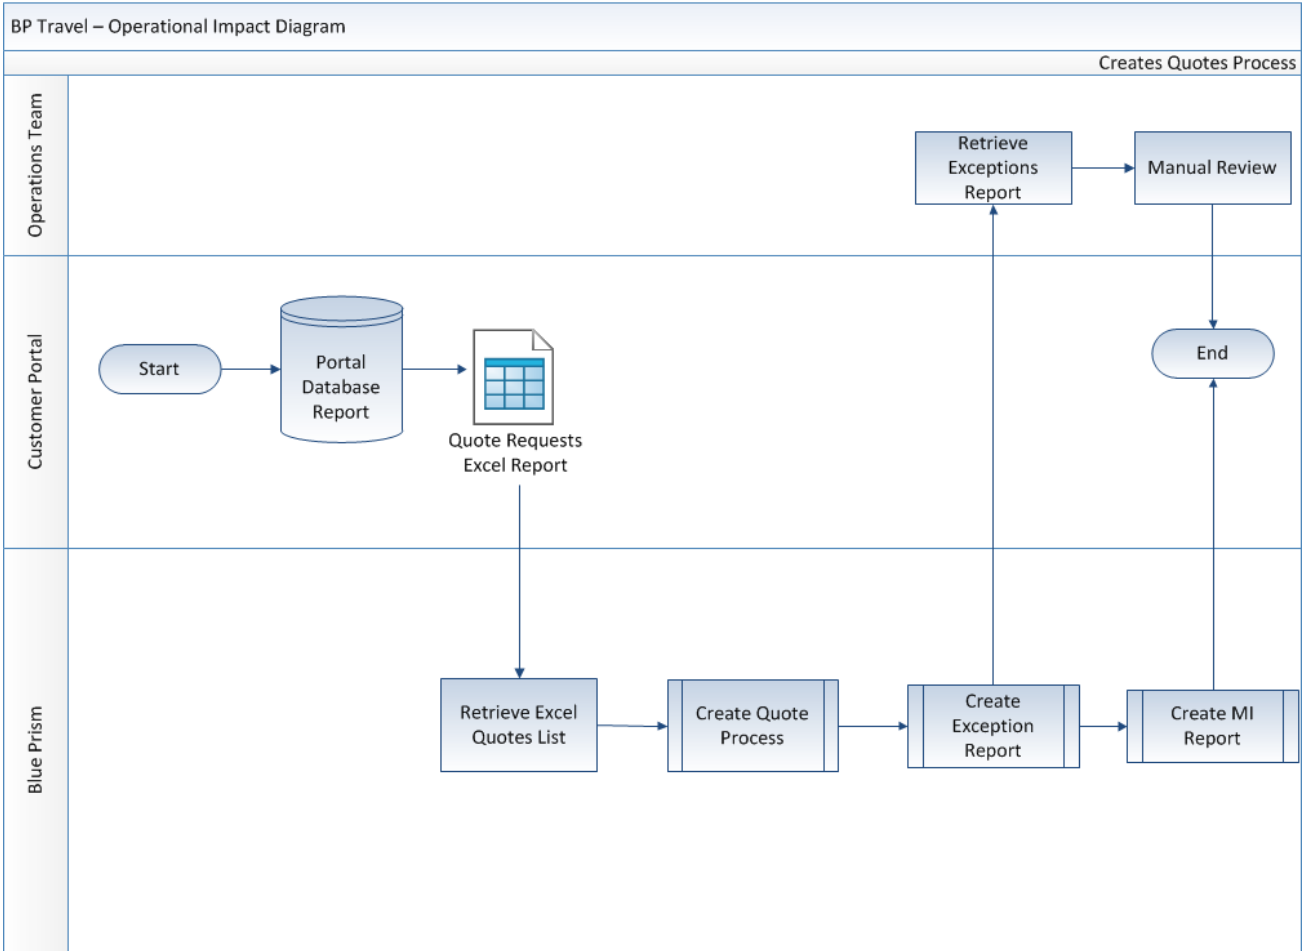 BP Travel – Operational Impact Diagram
Creates Quotes Process
Operations Team
Retrieve
Exceptions
Report
Manual Review
Customer Portal
Start
Portal
Database
Report
Quote Requests
Excel Report
End
Blue Prism
Retrieve Excel
Quotes List
Create Quote
Process
Create
Exception
Report
Create MI
Report